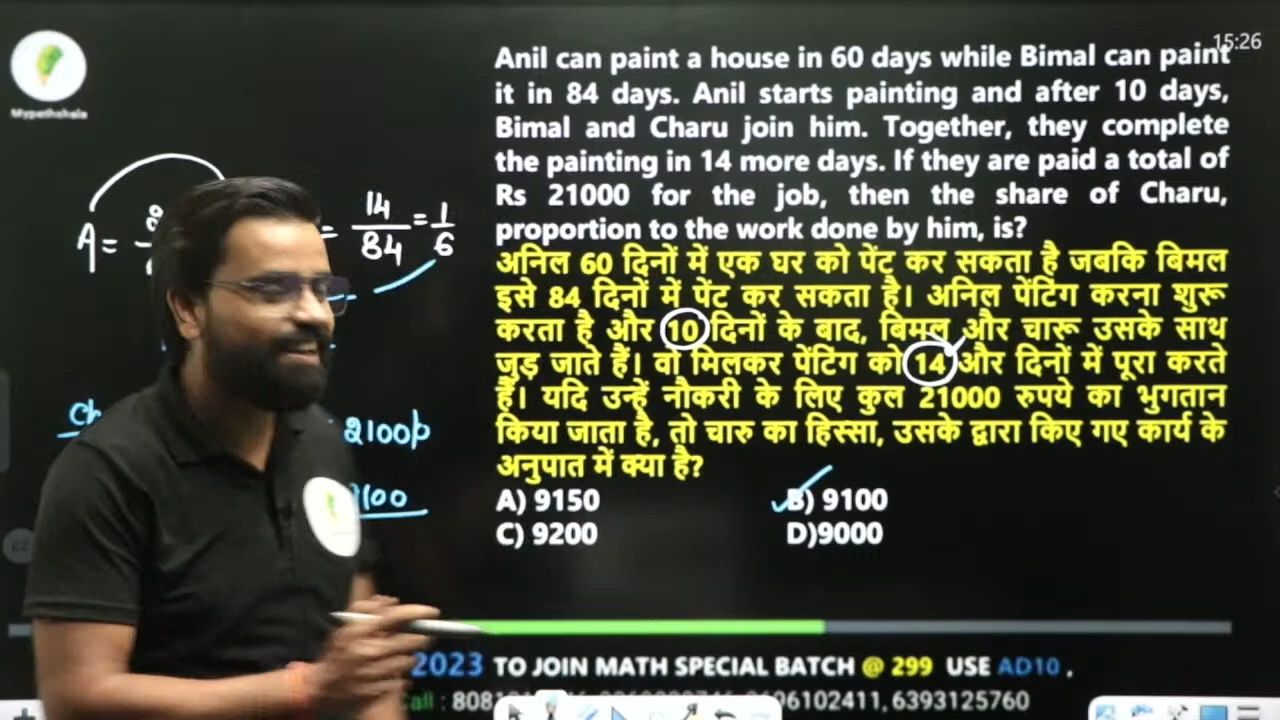 15:26
Mypathshala
Anil can paint a house in 60 days while Bimal can paint
it in 84 days. Anil starts painting and after 10 days,
Bimal and Charu join him. Together, they complete
the painting in 14 more days. If they are paid a total of
Rs 21000 for the job, then the share of Charu,
proportion to the work done by him, is?
अनिल 60 दिनों में एक घर को पेंट कर सकता है जबकि बिमल
इसे 84 दिनों में पेंट कर सकता है। अनिल पेंटिंग करना शुरू
करता है और 10 दिनों के बाद, बिमल और चारू उसके साथ
जुड़ जाते हैं। वो मिलकर पेंटिंग को 14 और दिनों में पूरा करते
हैं। यदि उन्हें नौकरी के लिए कुल 21000 रुपये का भुगतान
किया जाता है, तो चारु का हिस्सा, उसके द्वारा किए गए कार्य के
अनुपात में क्या है?
A) 9150 B) 9100
C) 9200 D)9000
A =
= 14/84 = 1/6
Ch
2023 TO JOIN MATH SPECIAL BATCH @ 299 USE AD10 ,
6393125760